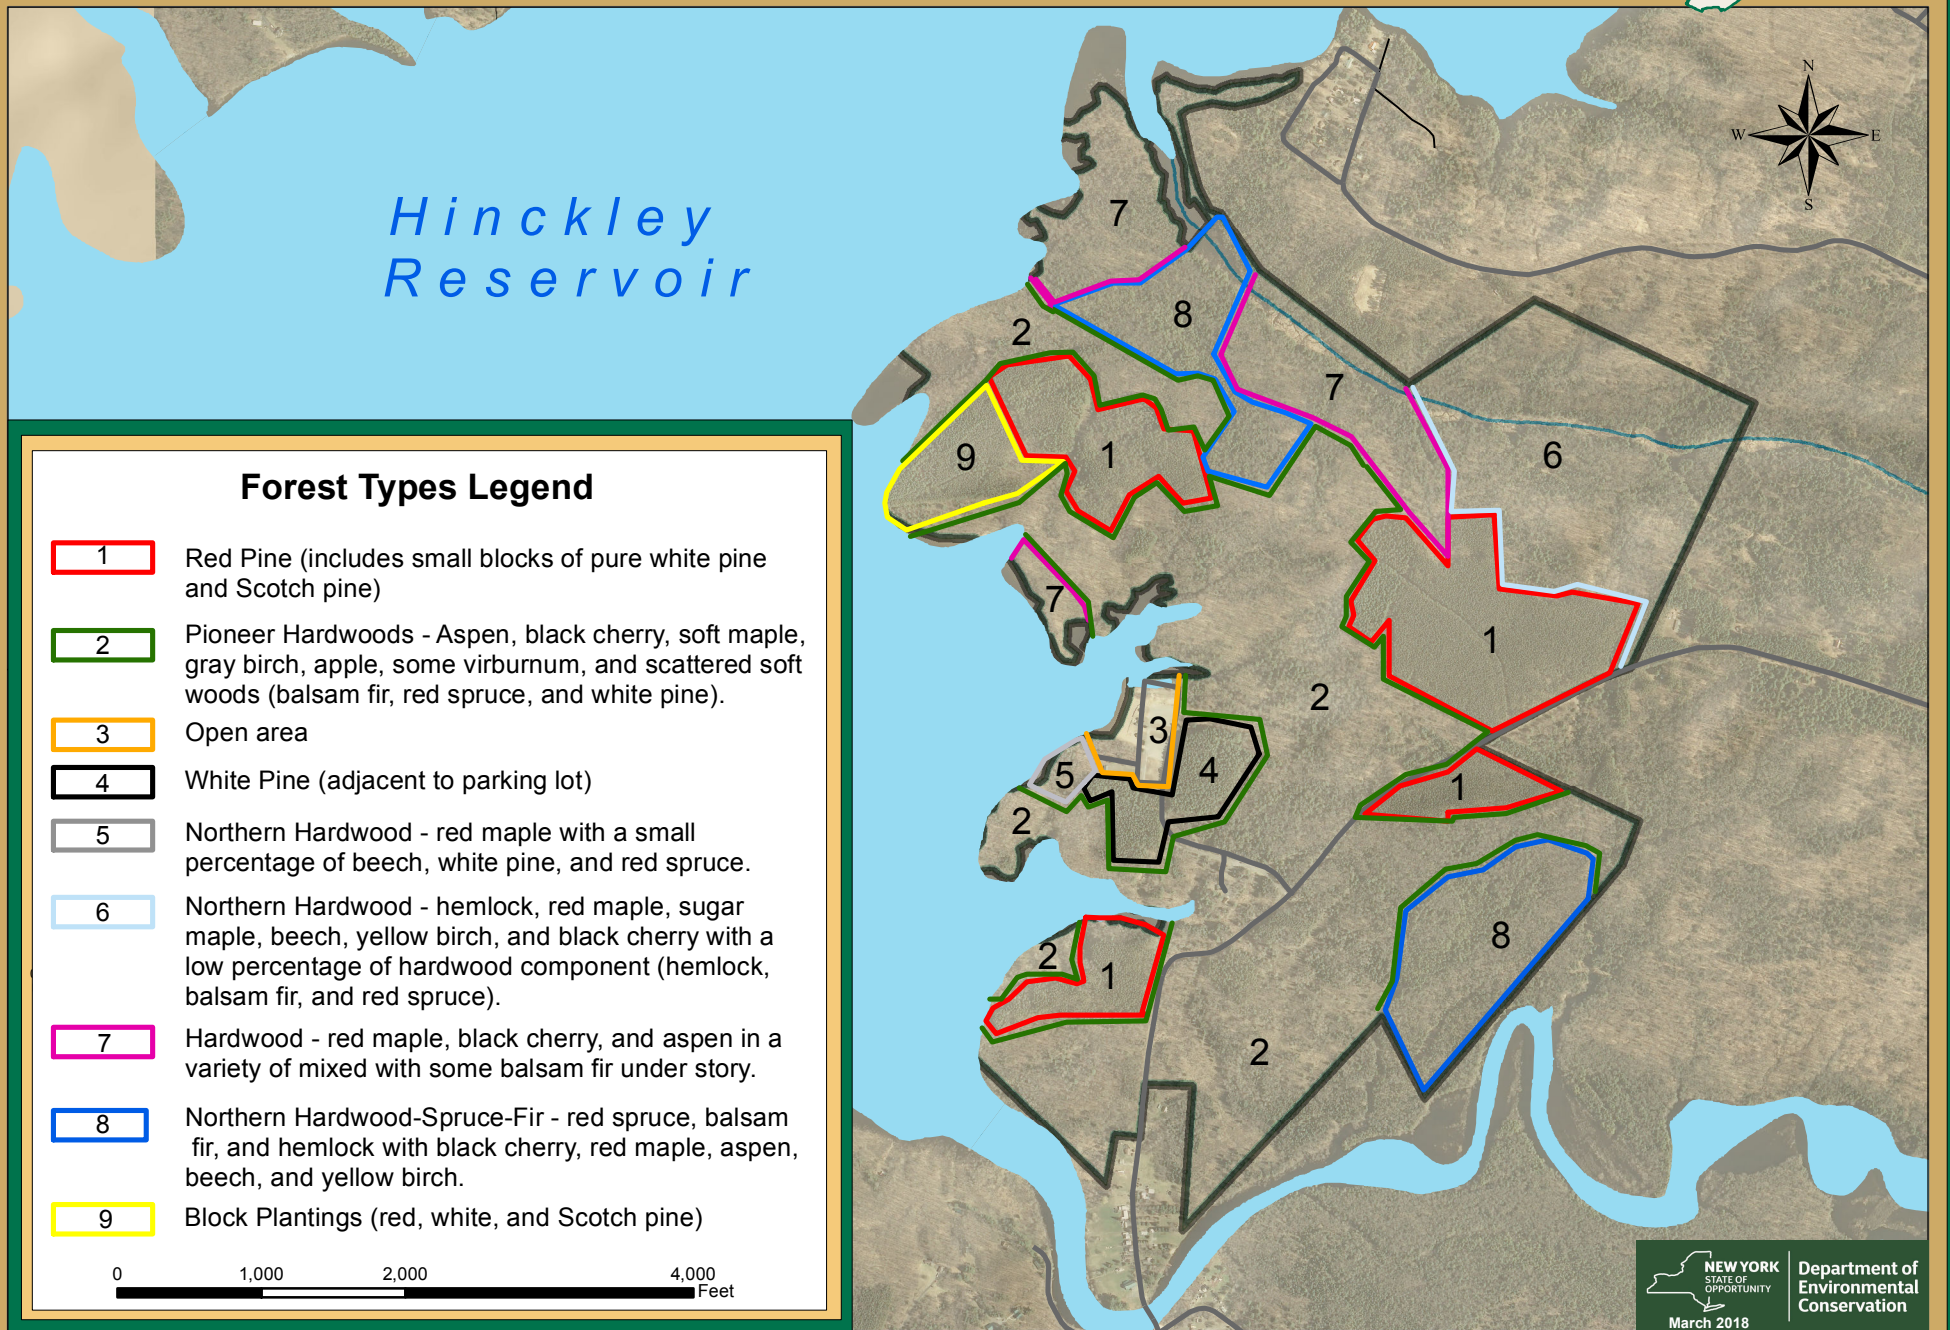 N
W
E
S
Hinckley
Reservoir
7
8
2
7
6
9
1
7
1
2
3
4
5
2
1
8
2
1
2
Forest Types Legend
1
Red Pine (includes small blocks of pure white pine
and Scotch pine)
2
Pioneer Hardwoods - Aspen, black cherry, soft maple,
gray birch, apple, some virburnum, and scattered soft
woods (balsam fir, red spruce, and white pine).
3
Open area
4
White Pine (adjacent to parking lot)
5
Northern Hardwood - red maple with a small
percentage of beech, white pine, and red spruce.
6
Northern Hardwood - hemlock, red maple, sugar
maple, beech, yellow birch, and black cherry with a
low percentage of hardwood component (hemlock,
balsam fir, and red spruce).
7
Hardwood - red maple, black cherry, and aspen in a
variety of mixed with some balsam fir under story.
8
Northern Hardwood-Spruce-Fir - red spruce, balsam
fir, and hemlock with black cherry, red maple, aspen,
beech, and yellow birch.
9
Block Plantings (red, white, and Scotch pine)
0 1,000 2,000 4,000
Feet
NEW YORK
STATE OF
OPPORTUNITY
Department of
Environmental
Conservation
March 2018